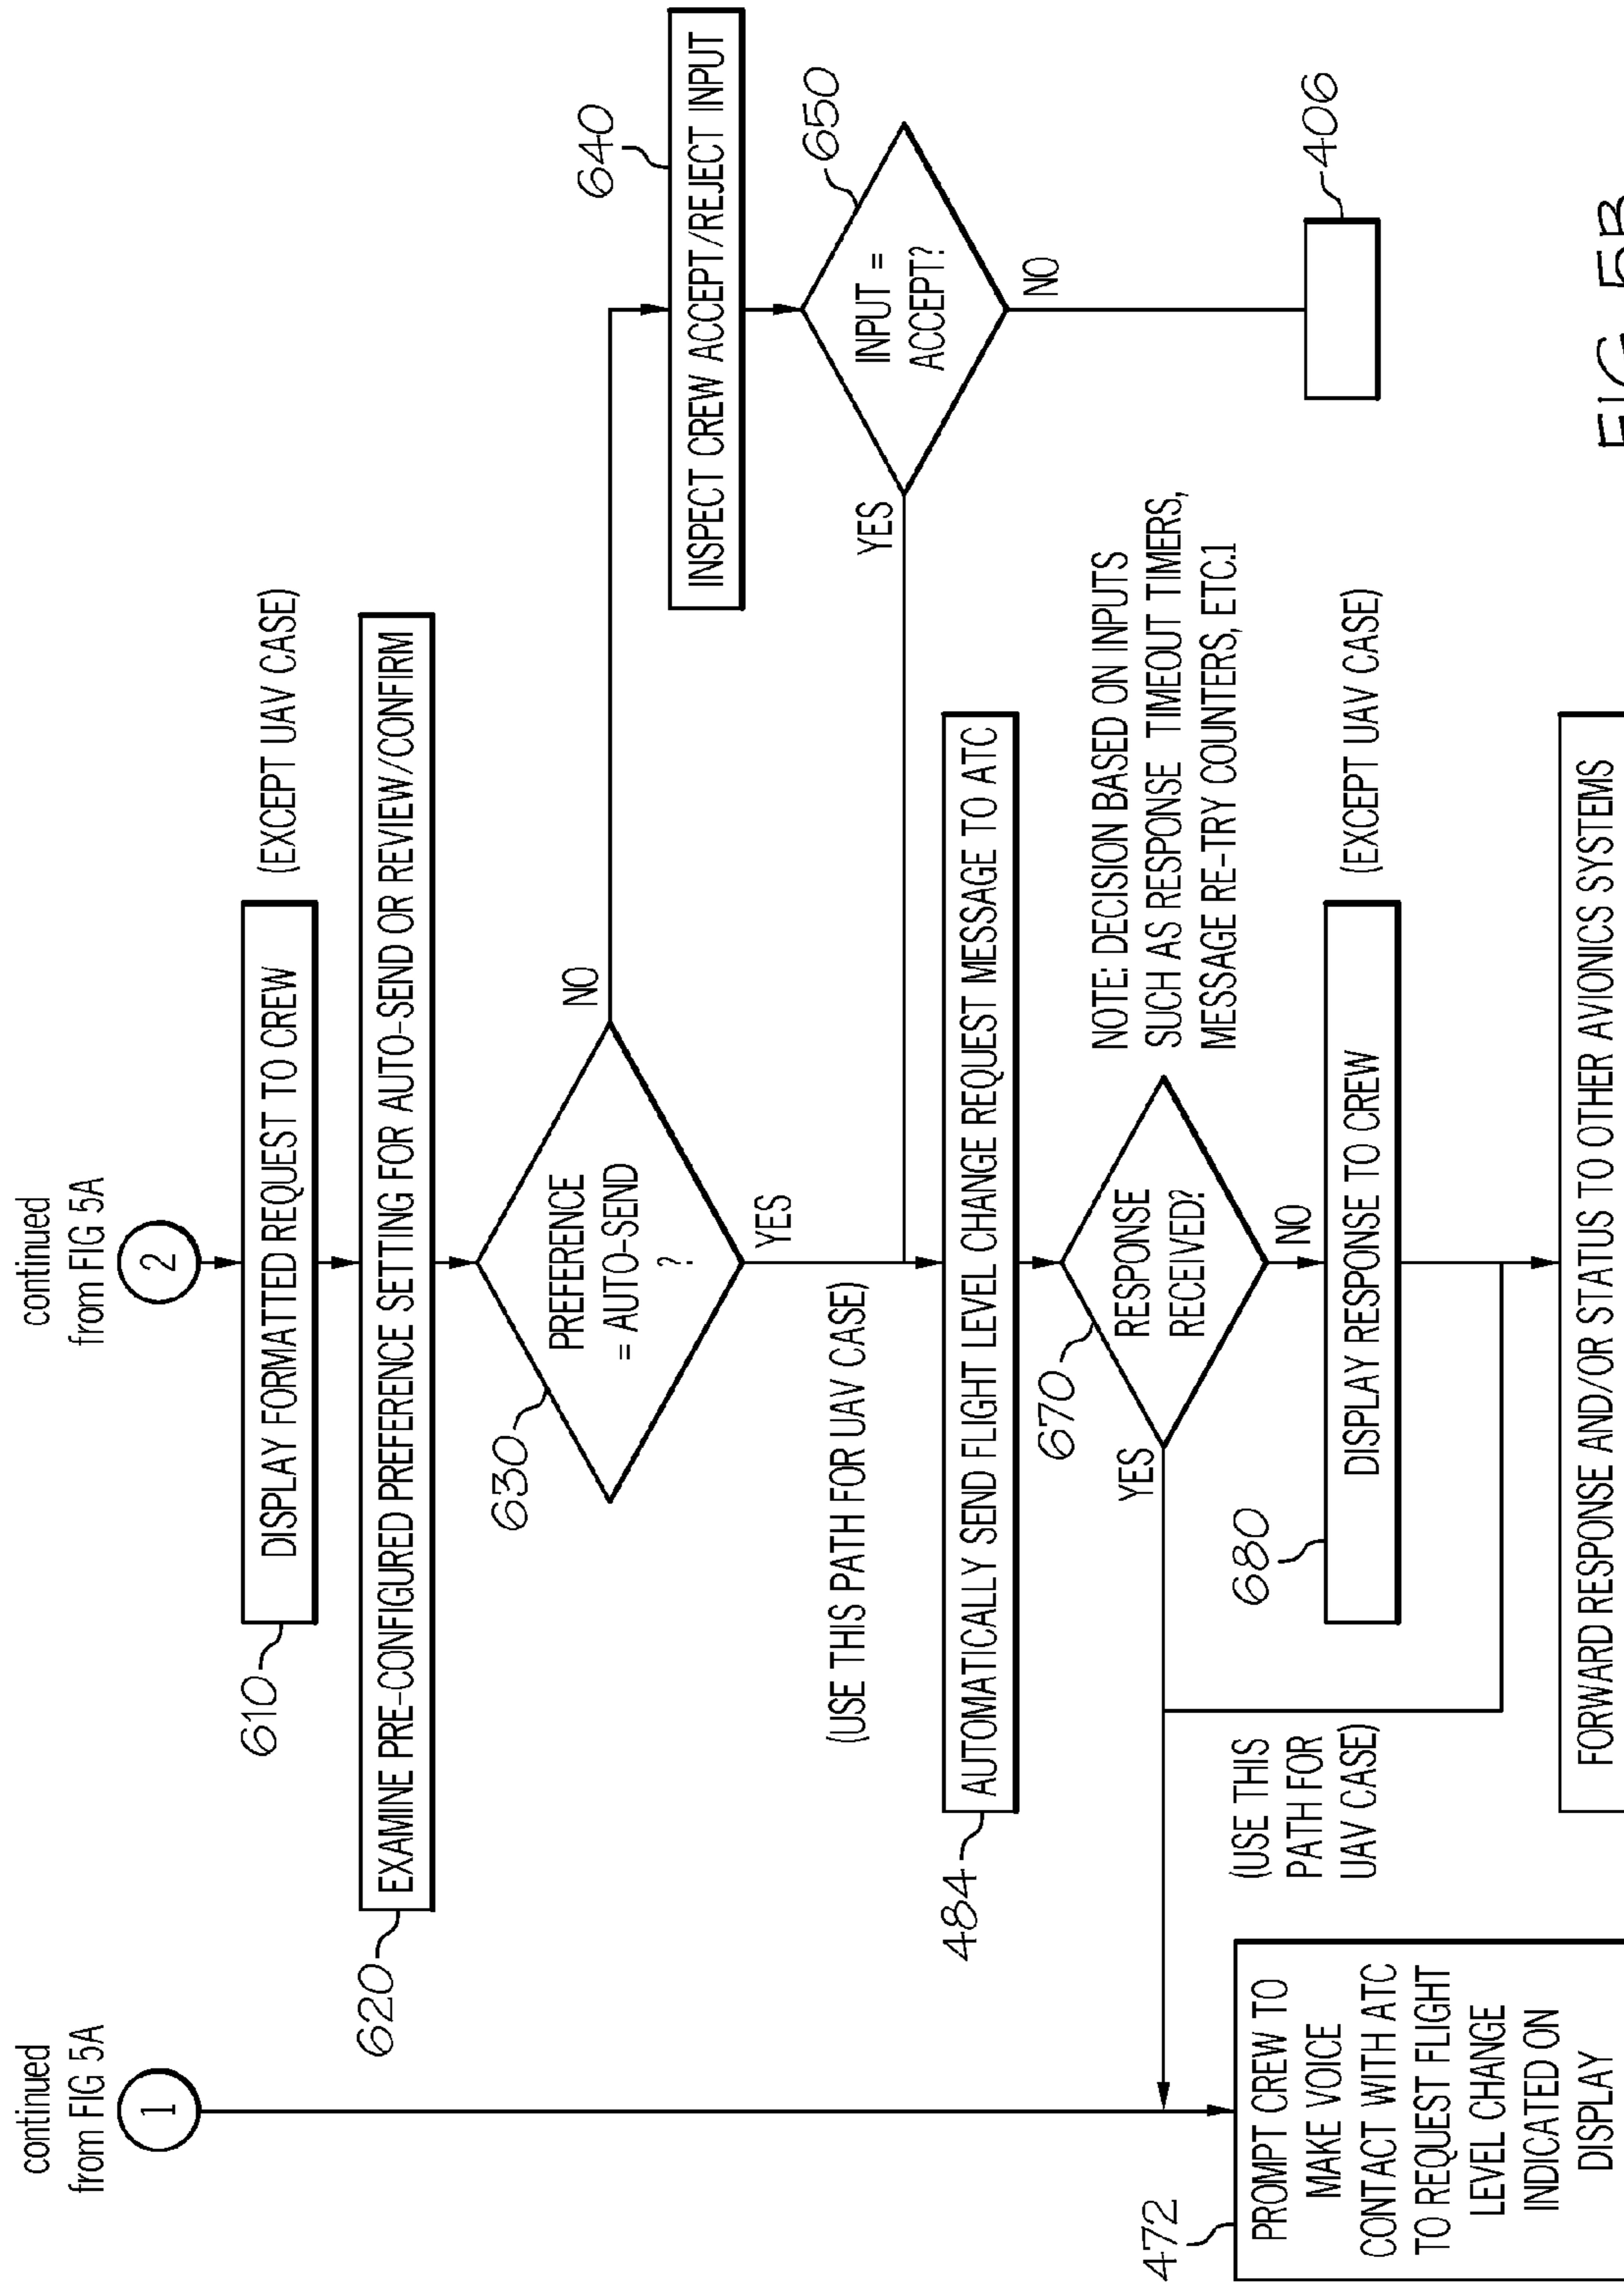 continued
from FIG 5A
1
continued
from FIG 5A
2
610
DISPLAY FORMATTED REQUEST TO CREW
(EXCEPT UAV CASE)
620
EXAMINE PRE-CONFIGURED PREFERENCE SETTING FOR AUTO-SEND OR REVIEW/CONFIRM
630
PREFERENCE
= AUTO-SEND
?
NO
YES
640
INSPECT CREW ACCEPT/REJECT INPUT
650
INPUT =
ACCEPT?
YES
NO
406
(USE THIS PATH FOR UAV CASE)
484
AUTOMATICALLY SEND FLIGHT LEVEL CHANGE REQUEST MESSAGE TO ATC
670
RESPONSE
RECEIVED?
YES
NO
NOTE: DECISION BASED ON INPUTS
SUCH AS RESPONSE TIMEOUT TIMERS,
MESSAGE RE-TRY COUNTERS, ETC.1
(USE THIS
PATH FOR
UAV CASE)
680
DISPLAY RESPONSE TO CREW
(EXCEPT UAV CASE)
472
PROMPT CREW TO
MAKE VOICE
CONTACT WITH ATC
TO REQUEST FLIGHT
LEVEL CHANGE
INDICATED ON
DISPLAY
FORWARD RESPONSE AND/OR STATUS TO OTHER AVIONICS SYSTEMS
FIG. 5B